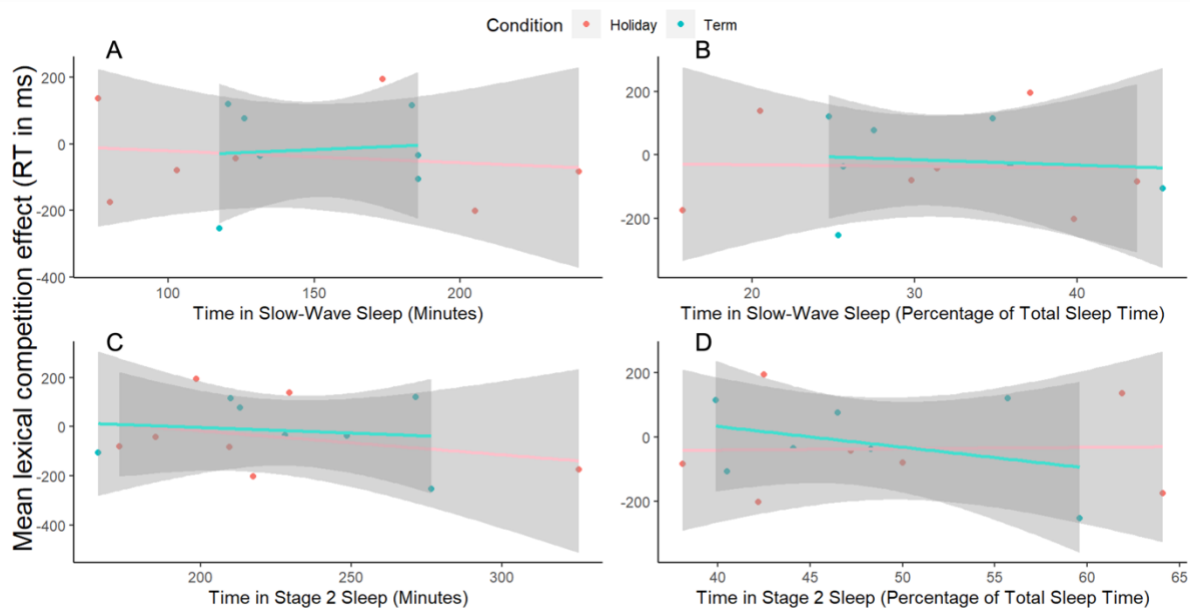 Condition Holiday Term
Mean lexical competition effect (RT in ms)
A
200
0
-200
-400
100 150 200
Time in Slow-Wave Sleep (Minutes)
B
200
0
-200
20 30 40
Time in Slow-Wave Sleep (Percentage of Total Sleep Time)
C
200
0
-200
-400
200 250 300
Time in Stage 2 Sleep (Minutes)
D
200
0
-200
40 45 50 55 60 65
Time in Stage 2 Sleep (Percentage of Total Sleep Time)